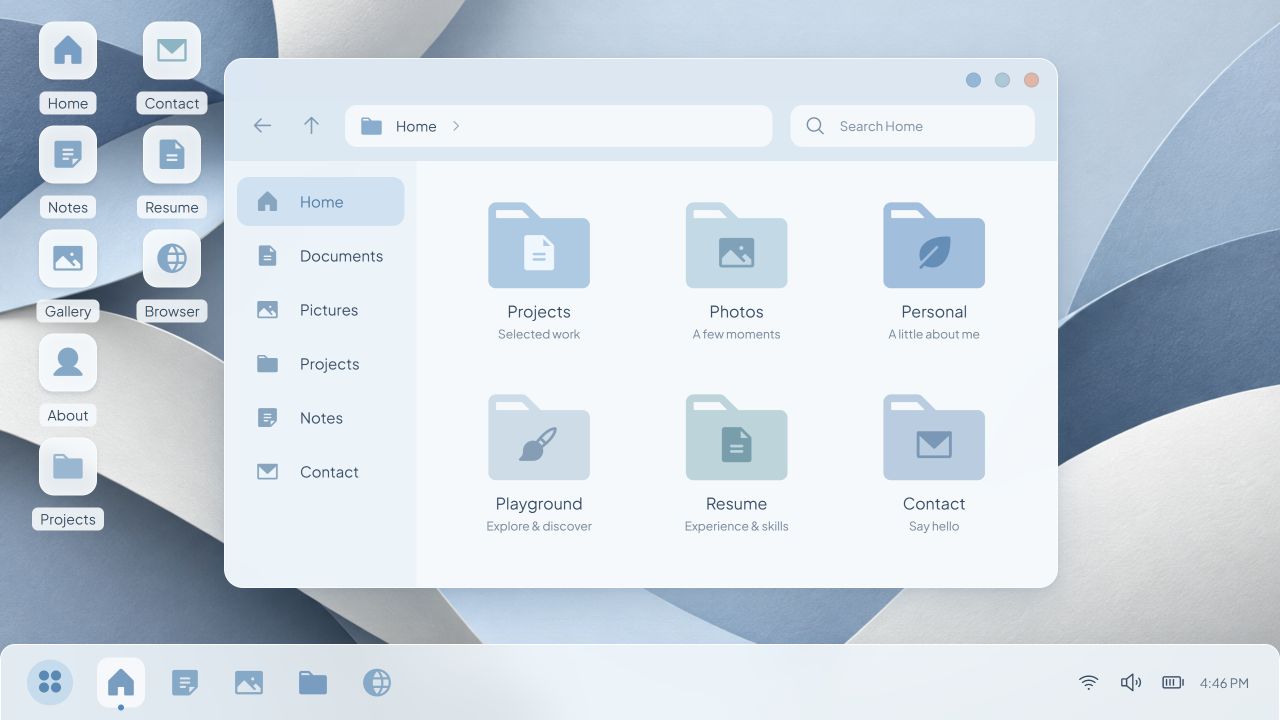 Home
Contact
Notes
Resume
Gallery
Browser
About
Projects
Home
Search Home
Home
Documents
Pictures
Projects
Notes
Contact
Projects
Selected work
Photos
A few moments
Personal
A little about me
Playground
Explore & discover
Resume
Experience & skills
Contact
Say hello
4:46 PM